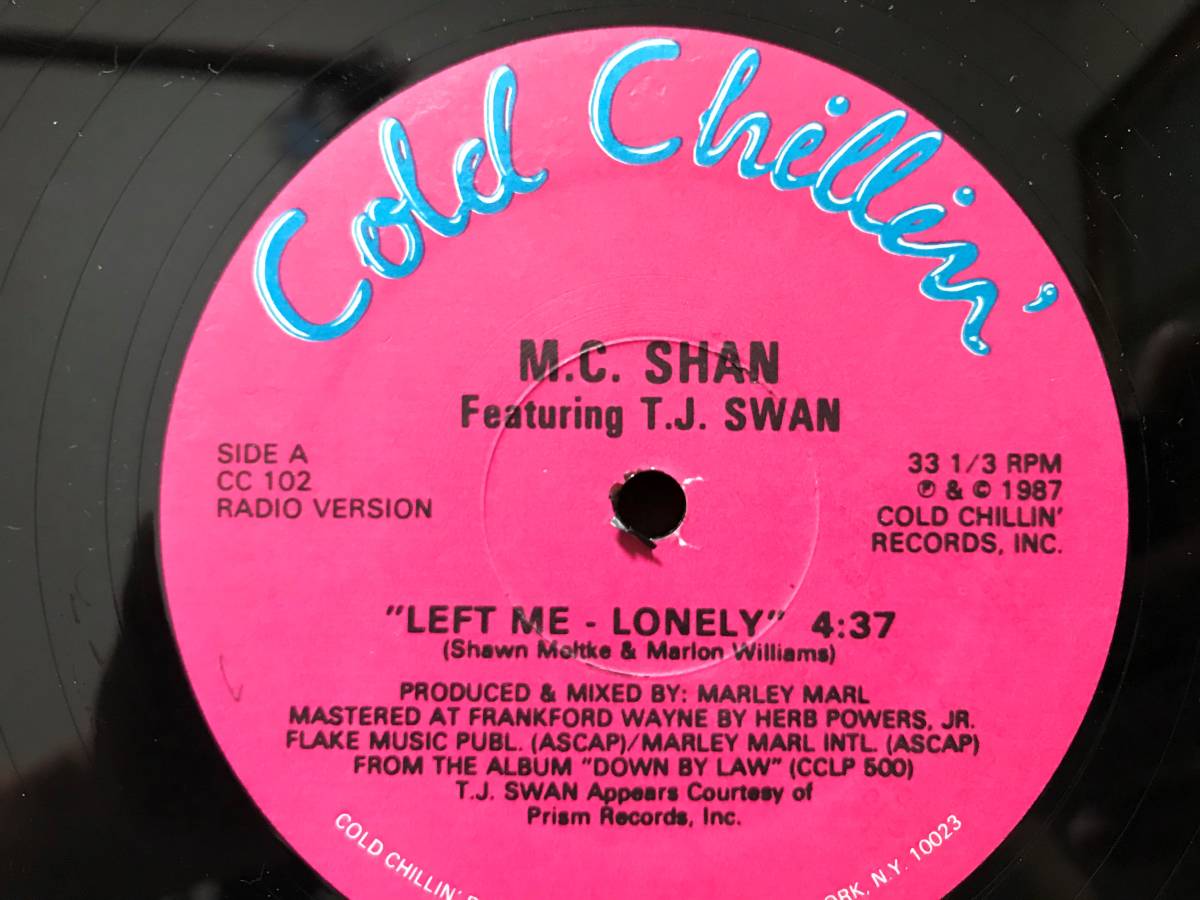 Cold Chillin'
M.C. SHAN
Featuring T.J. SWAN
SIDE A
CC 102
RADIO VERSION
33 1/3 RPM
℗ & © 1987
COLD CHILLIN'
RECORDS, INC.
"LEFT ME - LONELY" 4:37
(Shawn Moltke & Marlon Williams)
PRODUCED & MIXED BY: MARLEY MARL
MASTERED AT FRANKFORD WAYNE BY HERB POWERS, JR.
FLAKE MUSIC PUBL. (ASCAP)/MARLEY MARL INTL. (ASCAP)
FROM THE ALBUM "DOWN BY LAW" (CCLP 500)
T.J. SWAN Appears Courtesy of
Prism Records, Inc.
COLD CHILLIN' N.Y. 10023